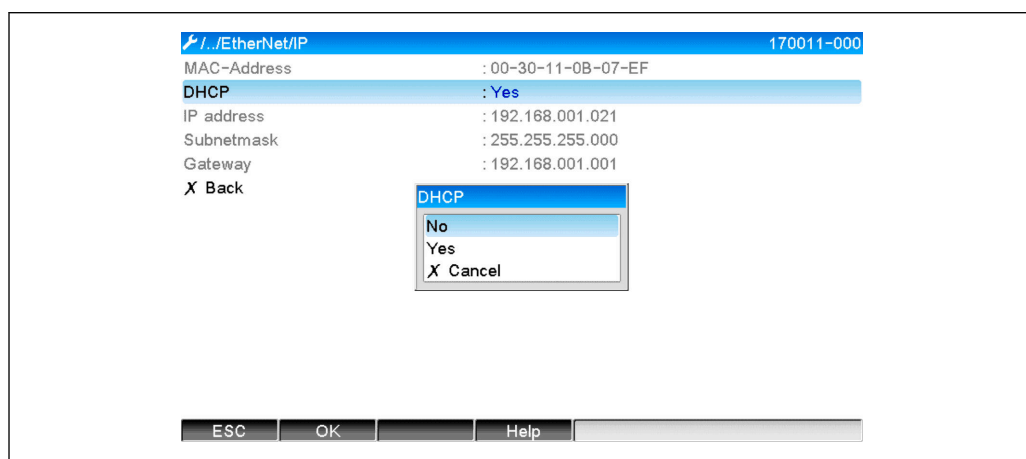 /../EtherNet/IP 170011-000
MAC-Address : 00-30-11-0B-07-EF
DHCP : Yes
IP address : 192.168.001.021
Subnetmask : 255.255.255.000
Gateway : 192.168.001.001
X Back
DHCP
No
Yes
X Cancel
ESC OK Help